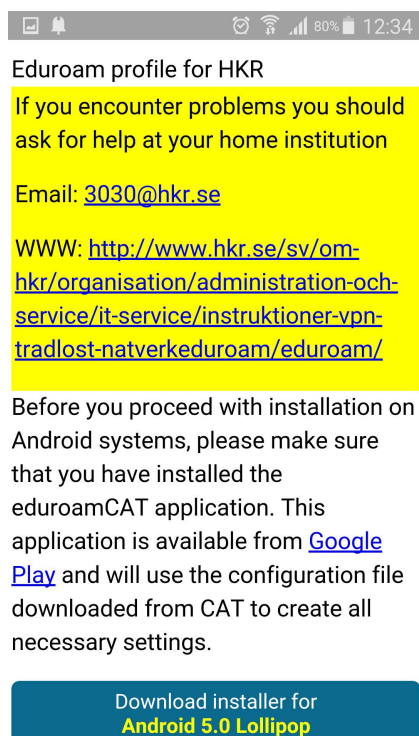 80% 12:34
Eduroam profile for HKR
If you encounter problems you should
ask for help at your home institution
Email: 3030@hkr.se
WWW: http://www.hkr.se/sv/om-
hkr/organisation/administration-och-
service/it-service/instruktioner-vpn-
tradlost-natverkeduroam/eduroam/
Before you proceed with installation on
Android systems, please make sure
that you have installed the
eduroamCAT application. This
application is available from Google
Play and will use the configuration file
downloaded from CAT to create all
necessary settings.
Download installer for
Android 5.0 Lollipop